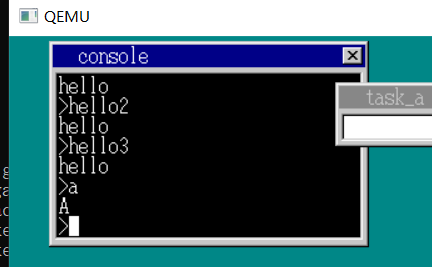 QEMU
console
hello
>hello2
hello
>hello3
hello
>a
A
>
task_a